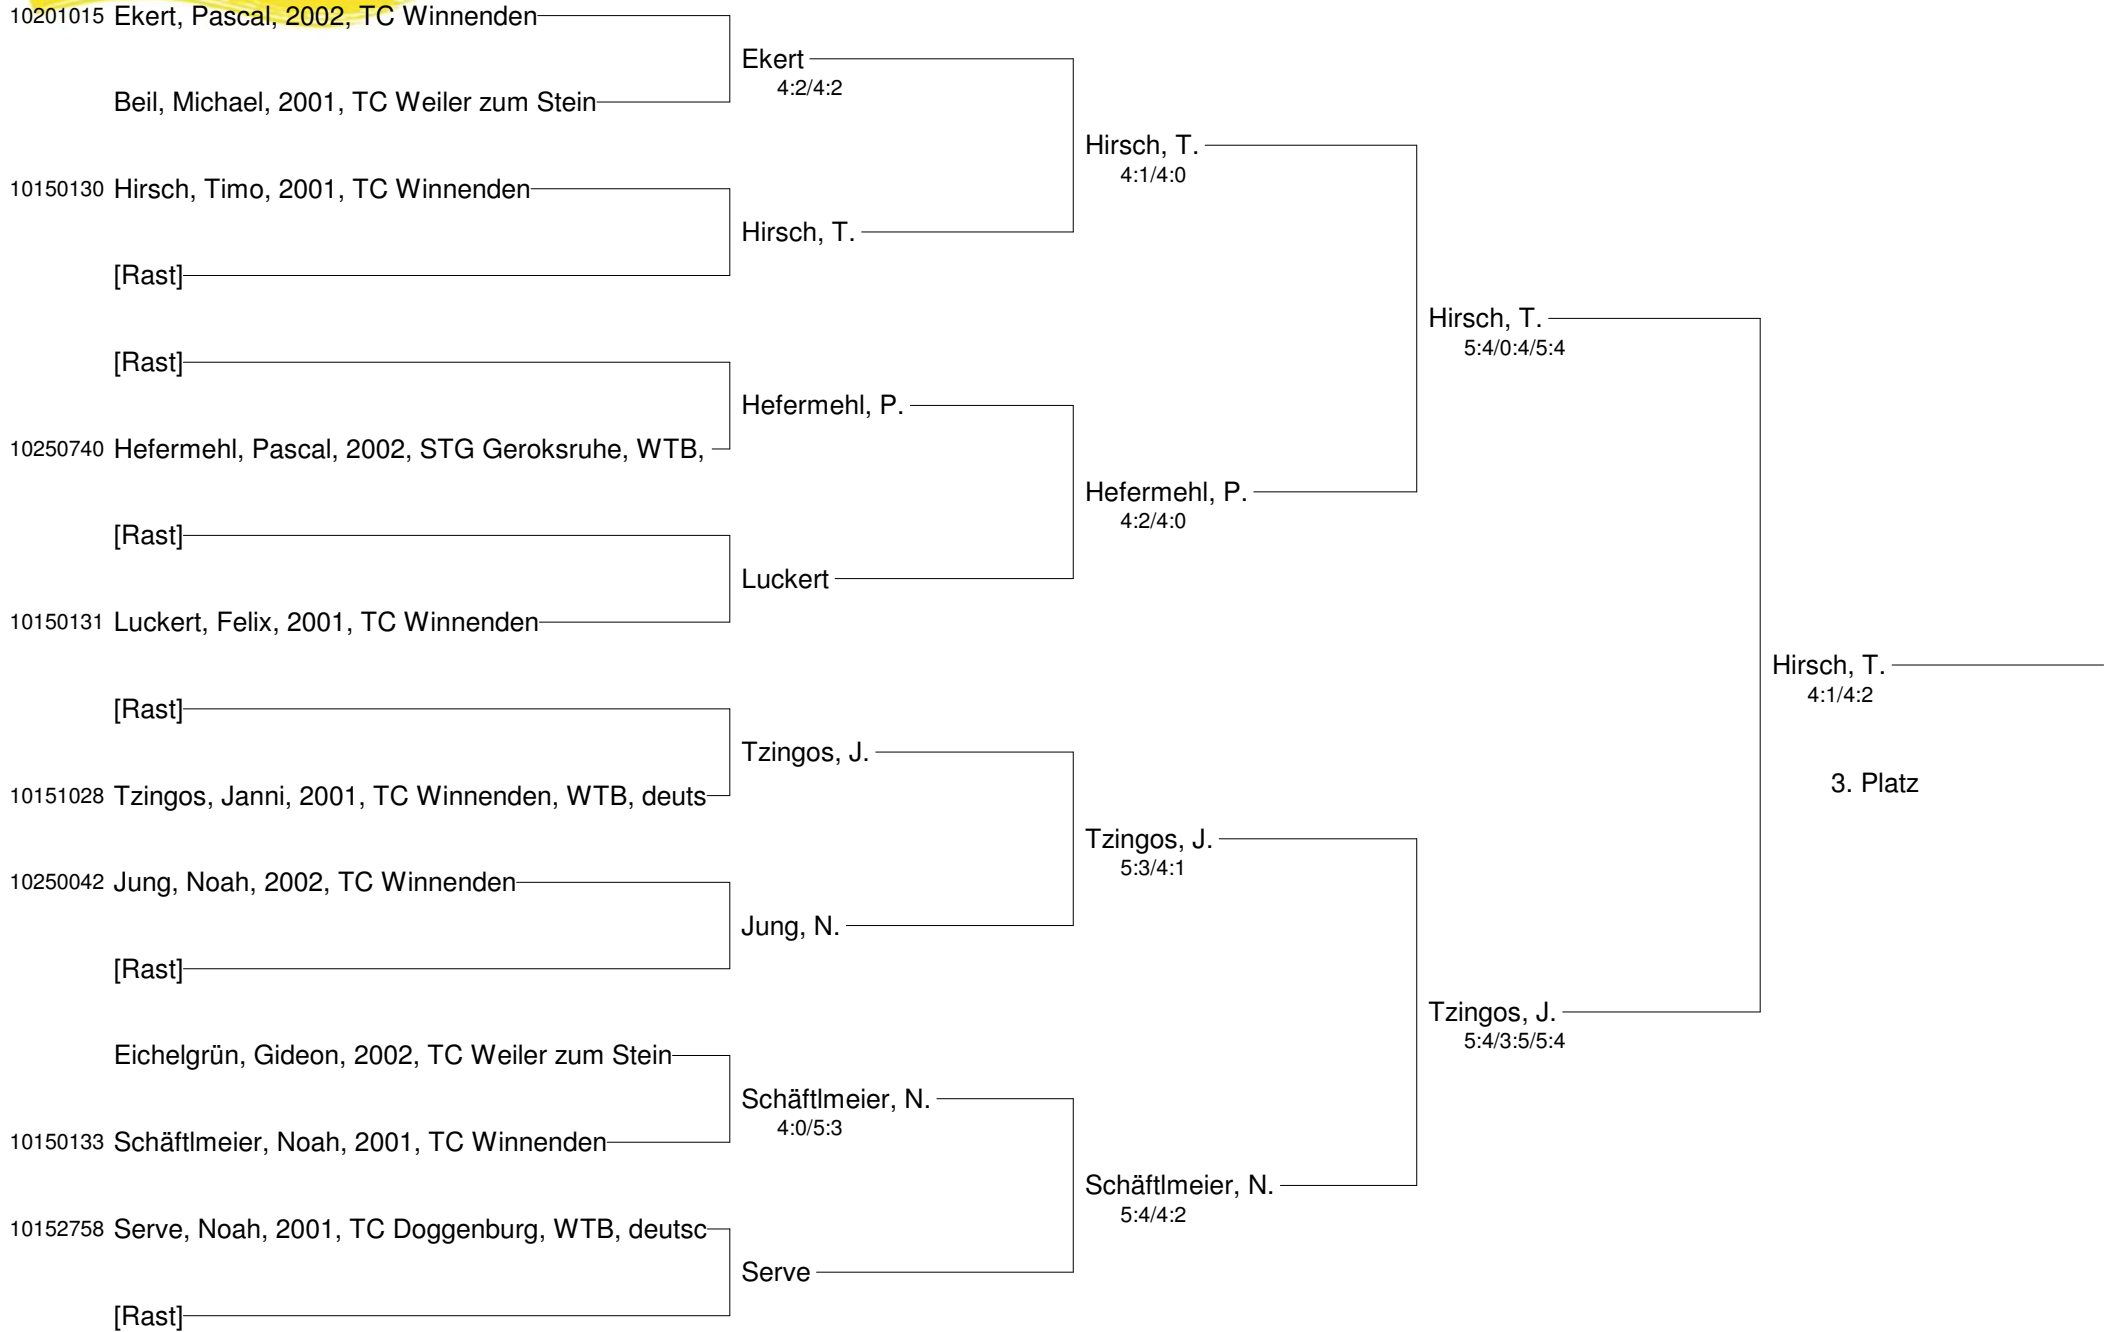 10201015 Ekert, Pascal, 2002, TC Winnenden
Ekert
4:2/4:2
Beil, Michael, 2001, TC Weiler zum Stein
Hirsch, T.
4:1/4:0
10150130 Hirsch, Timo, 2001, TC Winnenden
Hirsch, T.
[Rast]
Hirsch, T.
5:4/0:4/5:4
[Rast]
Hefermehl, P.
10250740 Hefermehl, Pascal, 2002, STG Geroksruhe, WTB,
Hefermehl, P.
4:2/4:0
[Rast]
Luckert
10150131 Luckert, Felix, 2001, TC Winnenden
Hirsch, T.
4:1/4:2
[Rast]
Tzingos, J.
3. Platz
10151028 Tzingos, Janni, 2001, TC Winnenden, WTB, deuts
Tzingos, J.
5:3/4:1
10250042 Jung, Noah, 2002, TC Winnenden
Jung, N.
[Rast]
Tzingos, J.
5:4/3:5/5:4
Eichelgrün, Gideon, 2002, TC Weiler zum Stein
Schäftlmeier, N.
4:0/5:3
10150133 Schäftlmeier, Noah, 2001, TC Winnenden
Schäftlmeier, N.
5:4/4:2
10152758 Serve, Noah, 2001, TC Doggenburg, WTB, deutsc
Serve
[Rast]